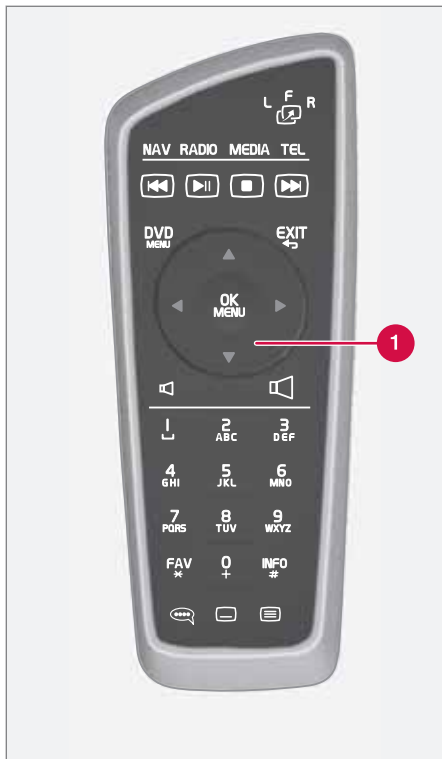 L F R
NAV RADIO MEDIA TEL
DVD
MENU
EXIT
OK
MENU
1
1 2 3
ABC DEF
4 5 6
GHI JKL MNO
7 8 9
PQRS TUV WXYZ
FAV 0 INFO
* + #